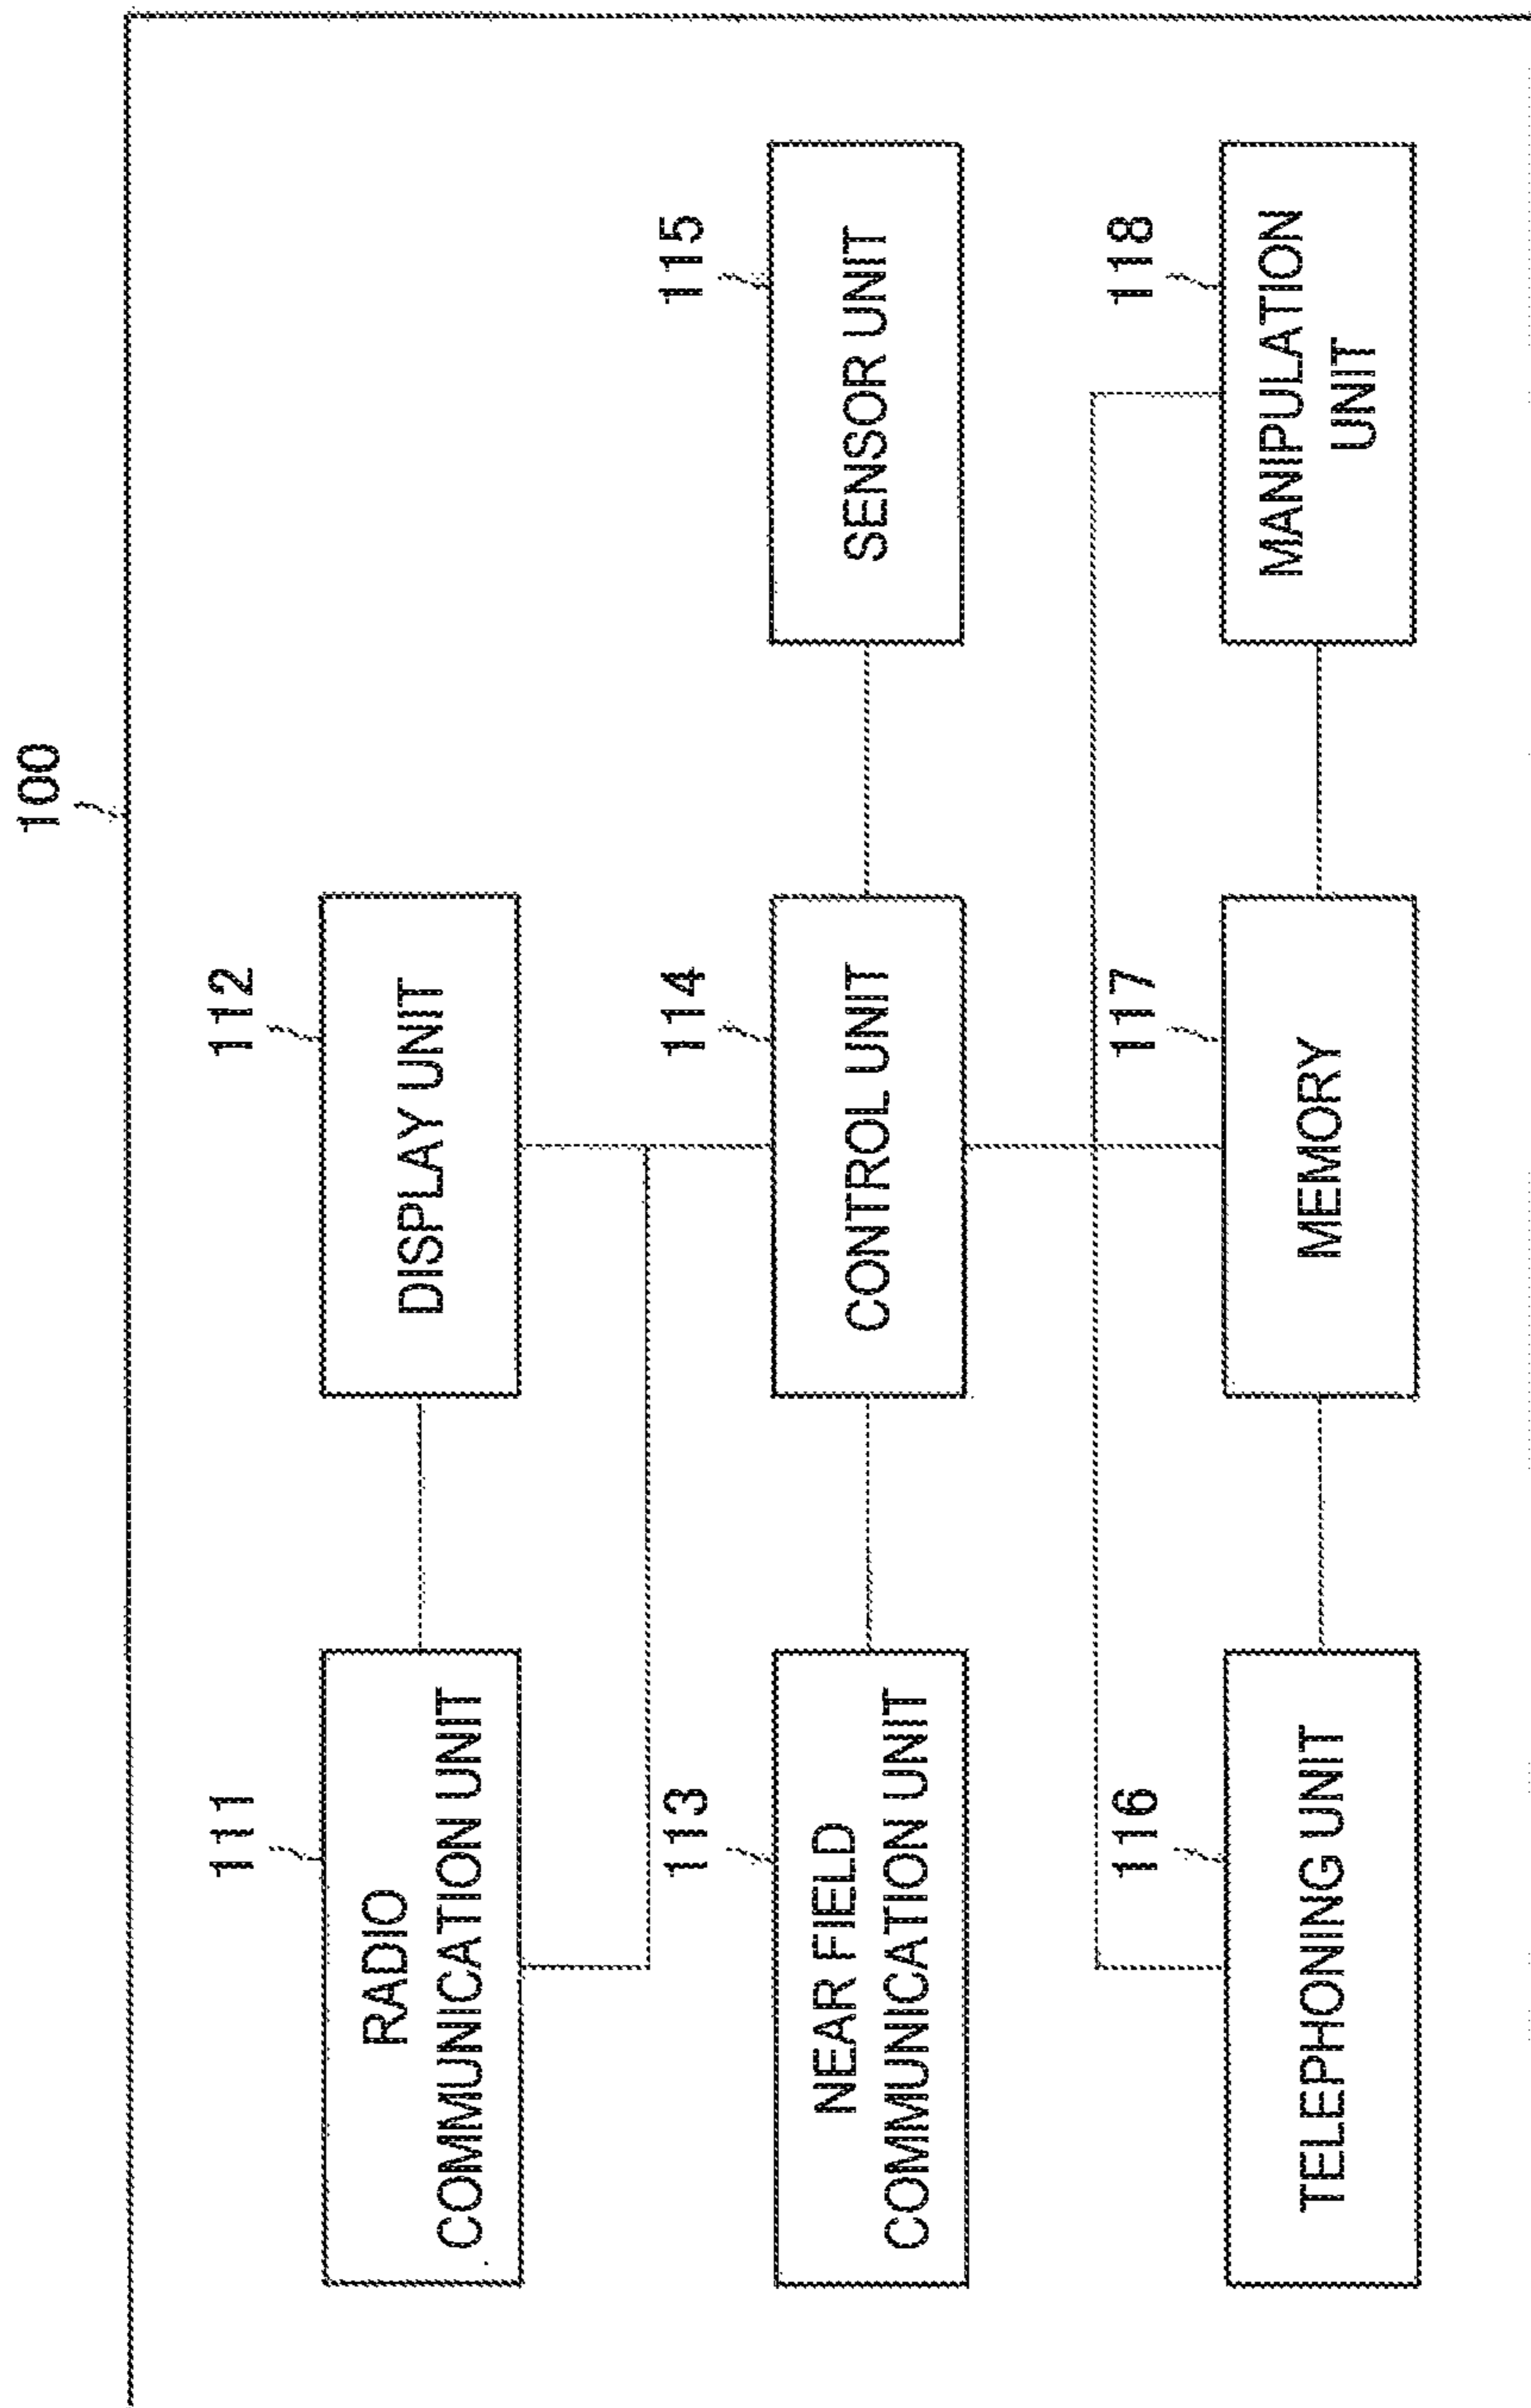 100
111
RADIO
COMMUNICATION UNIT
112
DISPLAY UNIT
113
NEAR FIELD
COMMUNICATION UNIT
114
CONTROL UNIT
115
SENSOR UNIT
116
TELEPHONING UNIT
117
MEMORY
118
MANIPULATION
UNIT